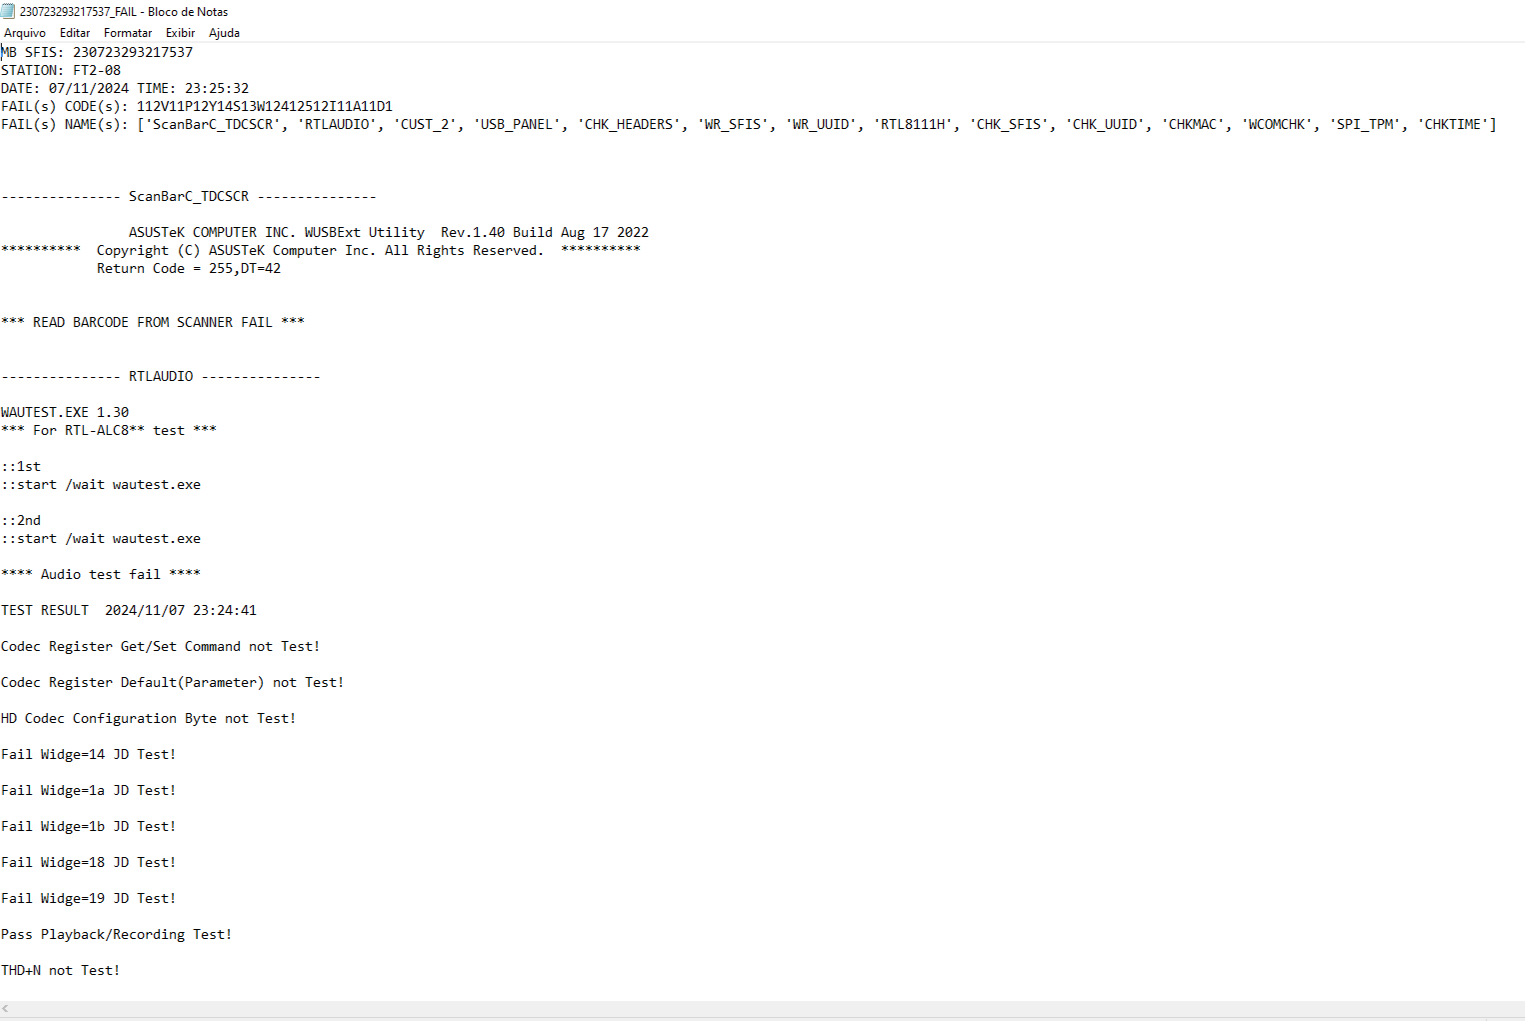 230723293217537_FAIL - Bloco de Notas
Arquivo Editar Formatar Exibir Ajuda
MB SFIS: 230723293217537
STATION: FT2-08
DATE: 07/11/2024 TIME: 23:25:32
FAIL(s) CODE(s): 112V11P12Y14S13W12412512I11A11D1
FAIL(s) NAME(s): ['ScanBarC_TDCSCR', 'RTLAUDIO', 'CUST_2', 'USB_PANEL', 'CHK_HEADERS', 'WR_SFIS', 'WR_UUID', 'RTL8111H', 'CHK_SFIS', 'CHK_UUID', 'CHKMAC', 'WCOMCHK', 'SPI_TPM', 'CHKTIME']
--------------- ScanBarC_TDCSCR ---------------
ASUSTeK COMPUTER INC. WUSBExt Utility  Rev.1.40 Build Aug 17 2022
**********  Copyright (C) ASUSTeK Computer Inc. All Rights Reserved.  **********
Return Code = 255,DT=42
*** READ BARCODE FROM SCANNER FAIL ***
--------------- RTLAUDIO ---------------
WAUTEST.EXE 1.30
*** For RTL-ALC8** test ***
::1st
::start /wait wautest.exe
::2nd
::start /wait wautest.exe
**** Audio test fail ****
TEST RESULT  2024/11/07 23:24:41
Codec Register Get/Set Command not Test!
Codec Register Default(Parameter) not Test!
HD Codec Configuration Byte not Test!
Fail Widge=14 JD Test!
Fail Widge=1a JD Test!
Fail Widge=1b JD Test!
Fail Widge=18 JD Test!
Fail Widge=19 JD Test!
Pass Playback/Recording Test!
THD+N not Test!